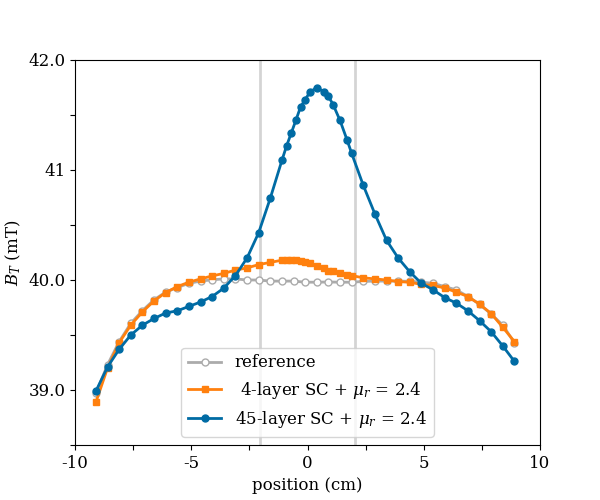 42.0
41
40.0
39.0
B_T (mT)
reference
4-layer SC + μ_r = 2.4
45-layer SC + μ_r = 2.4
-10 -5 0 5 10
position (cm)